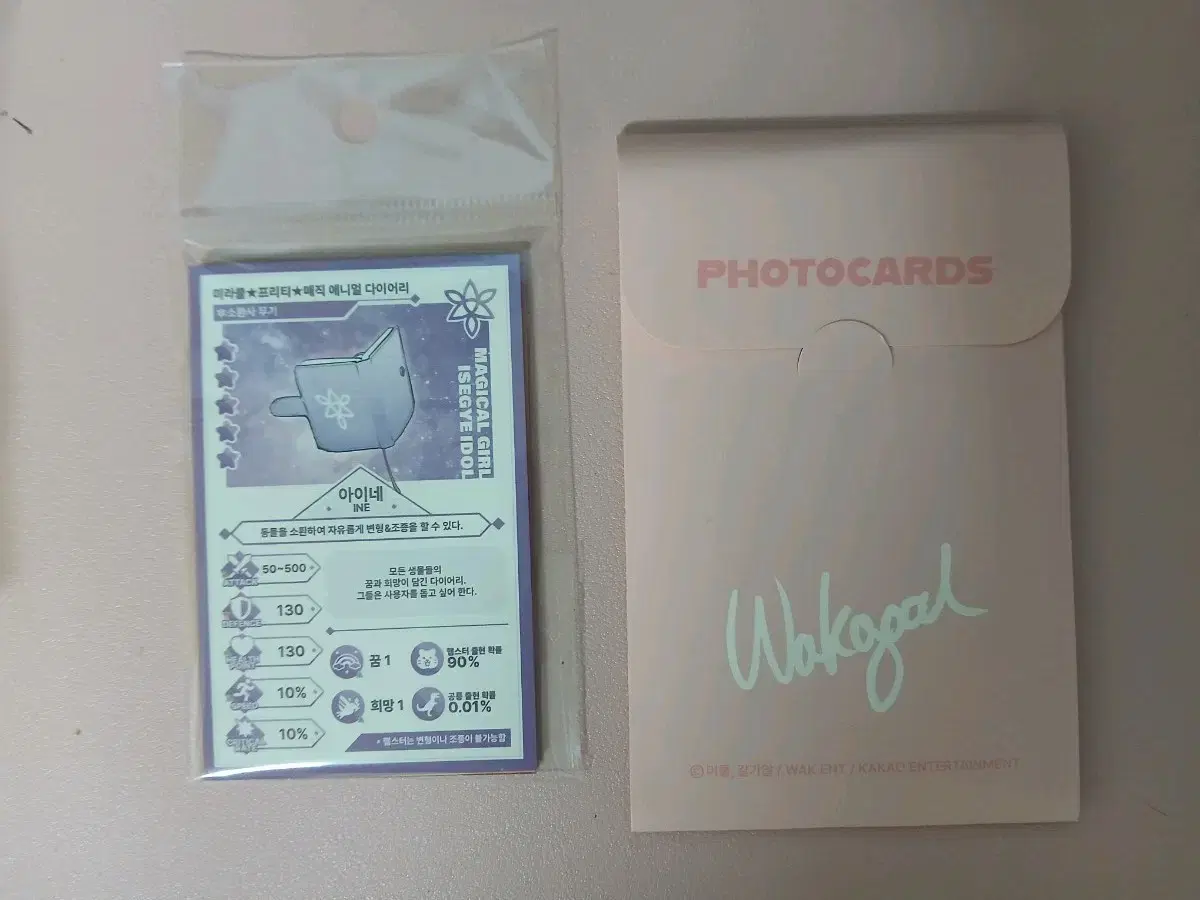 미라클★프리티★매직 애니멀 다이어리
※소환사 무기
MAGICAL GIRL
ISEGYE IDOL
아이네
INE
동물을 소환하여 자유롭게 변형&조종을 할 수 있다.
ATTACK 50~500
DEFENCE 130
130
SPEED 10%
CRITICAL RATE 10%
모든 생물들의
꿈과 희망이 담긴 다이어리.
그들은 사용자를 돕고 싶어 한다.
꿈 1
햄스터 출현 확률
90%
희망 1
공룡 출현 확률
0.01%
* 햄스터는 변형이나 조종이 불가능함
PHOTOCARDS
Wakgood
/ WAK ENT / KAKAO ENTERTAINMENT